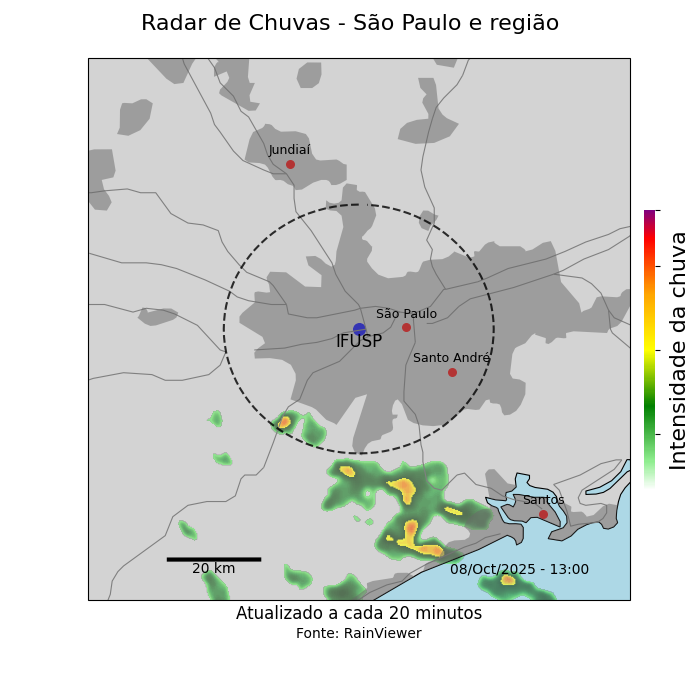 Radar de Chuvas - São Paulo e região
Jundiaí
São Paulo
IFUSP
Santo André
Santos
20 km
08/Oct/2025 - 13:00
Intensidade da chuva
Atualizado a cada 20 minutos
Fonte: RainViewer